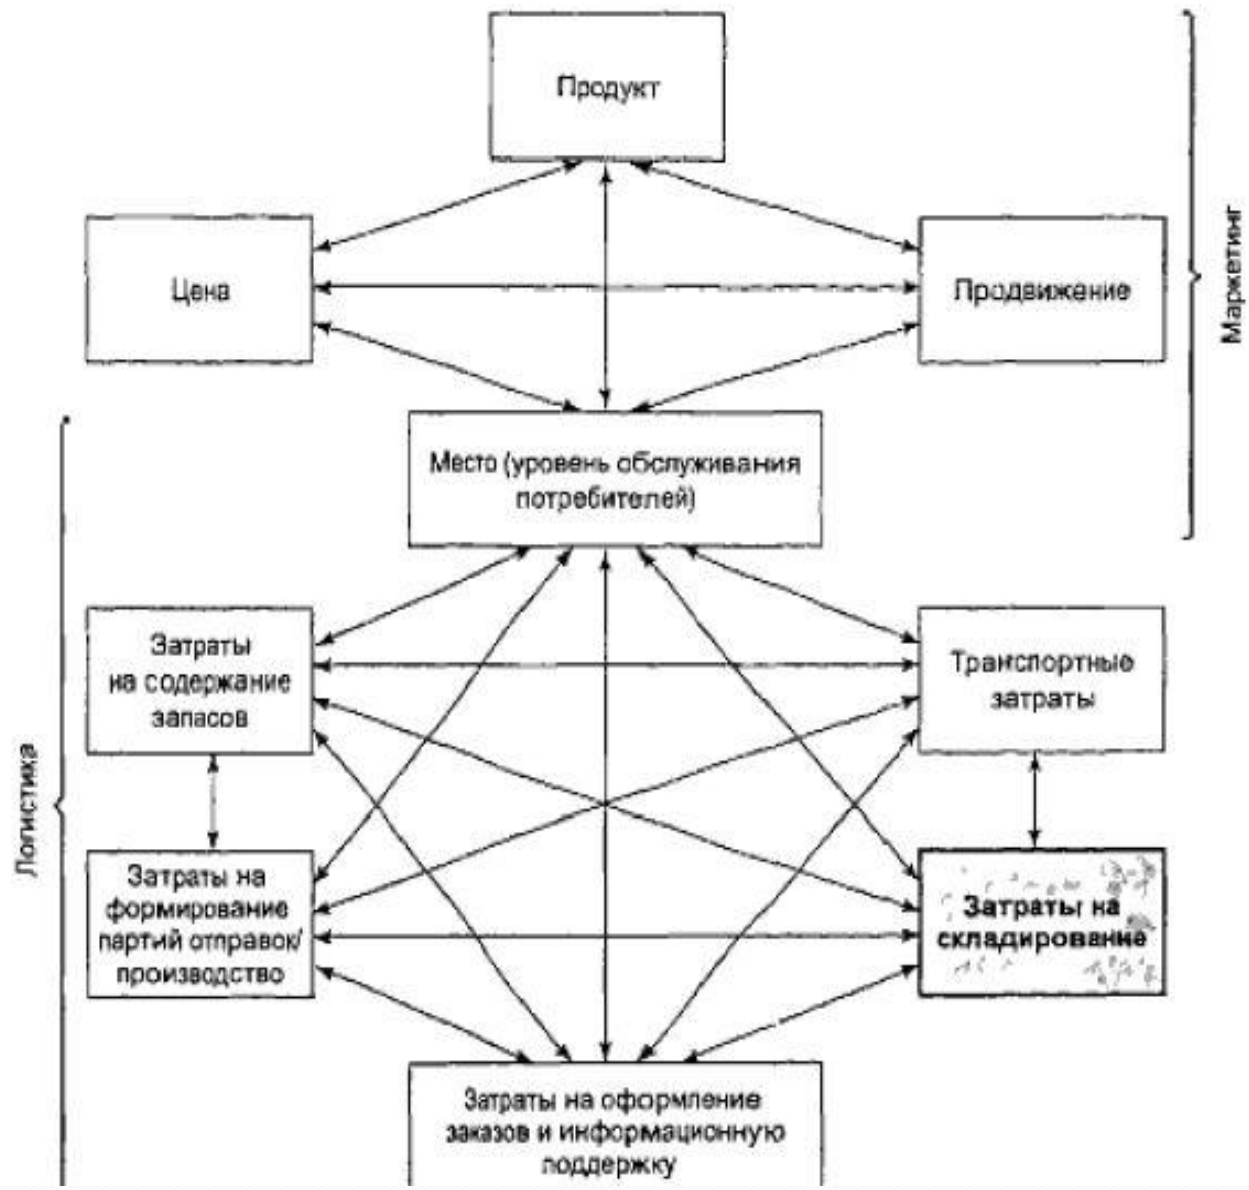 Продукт
Цена
Продвижение
Маркетинг
Место (уровень обслуживания
потребителей)
Логистика
Затраты
на содержание
запасов
Транспортные
затраты
Затраты на
формирование
партий отправок/
производство
Затраты на
складирование
Затраты на оформление
заказов и информационную
поддержку